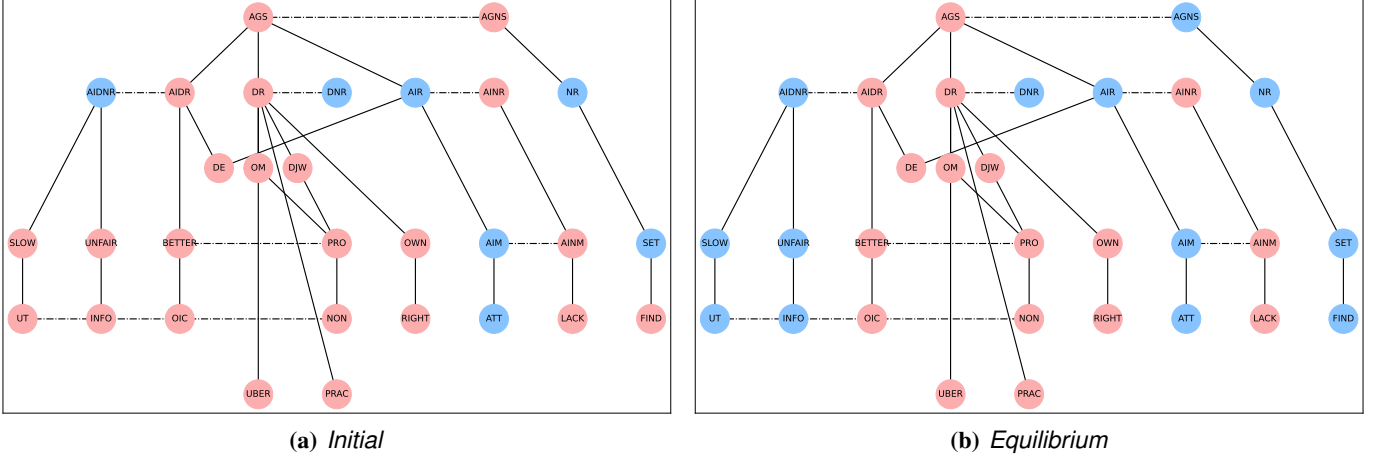 AGS AGNS
AIDNR AIDR DR DNR AIR AINR NR
DE OM DJW
SLOW UNFAIR BETTER PRO OWN AIM AINM SET
UT INFO OIC NON RIGHT ATT LACK FIND
UBER PRAC
(a) Initial
AGS AGNS
AIDNR AIDR DR DNR AIR AINR NR
DE OM DJW
SLOW UNFAIR BETTER PRO OWN AIM AINM SET
UT INFO OIC NON RIGHT ATT LACK FIND
UBER PRAC
(b) Equilibrium